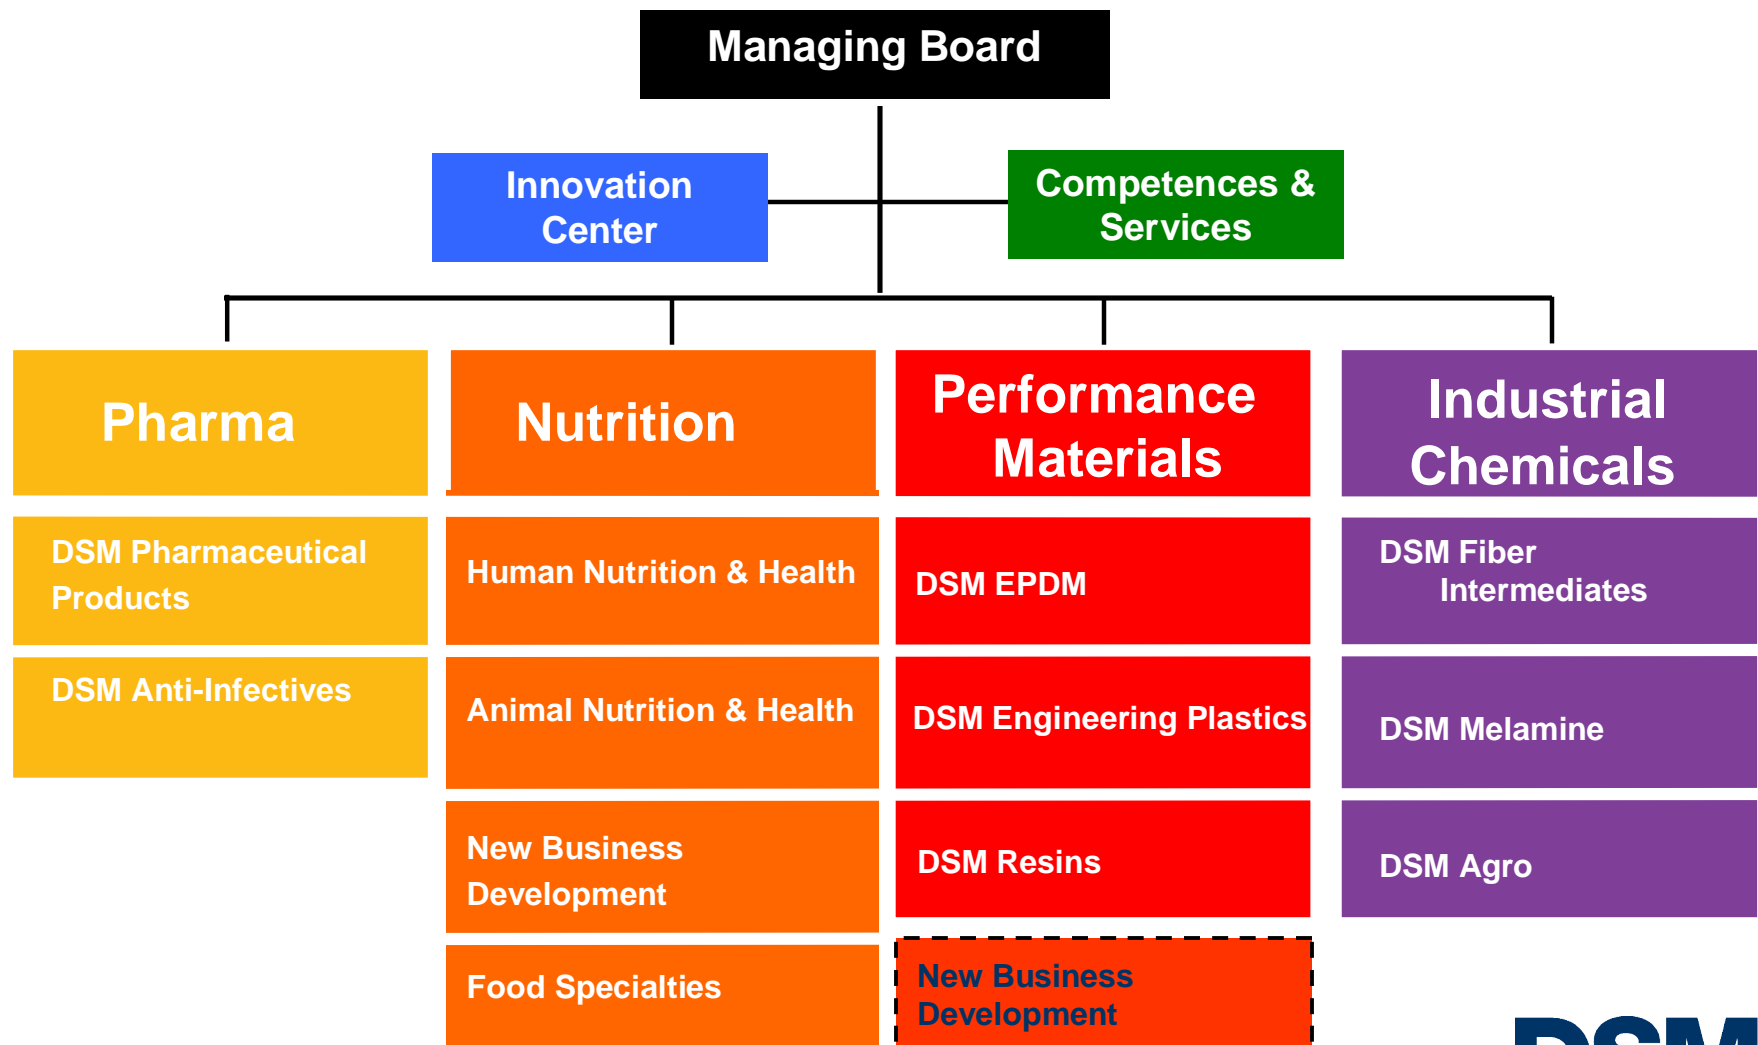 Managing Board
Innovation
Center
Competences &
Services
Pharma
Nutrition
Performance
Materials
Industrial
Chemicals
DSM Pharmaceutical
Products
DSM Anti-Infectives
Human Nutrition & Health
Animal Nutrition & Health
New Business
Development
Food Specialties
DSM EPDM
DSM Engineering Plastics
DSM Resins
New Business
Development
DSM Fiber
Intermediates
DSM Melamine
DSM Agro
DSM